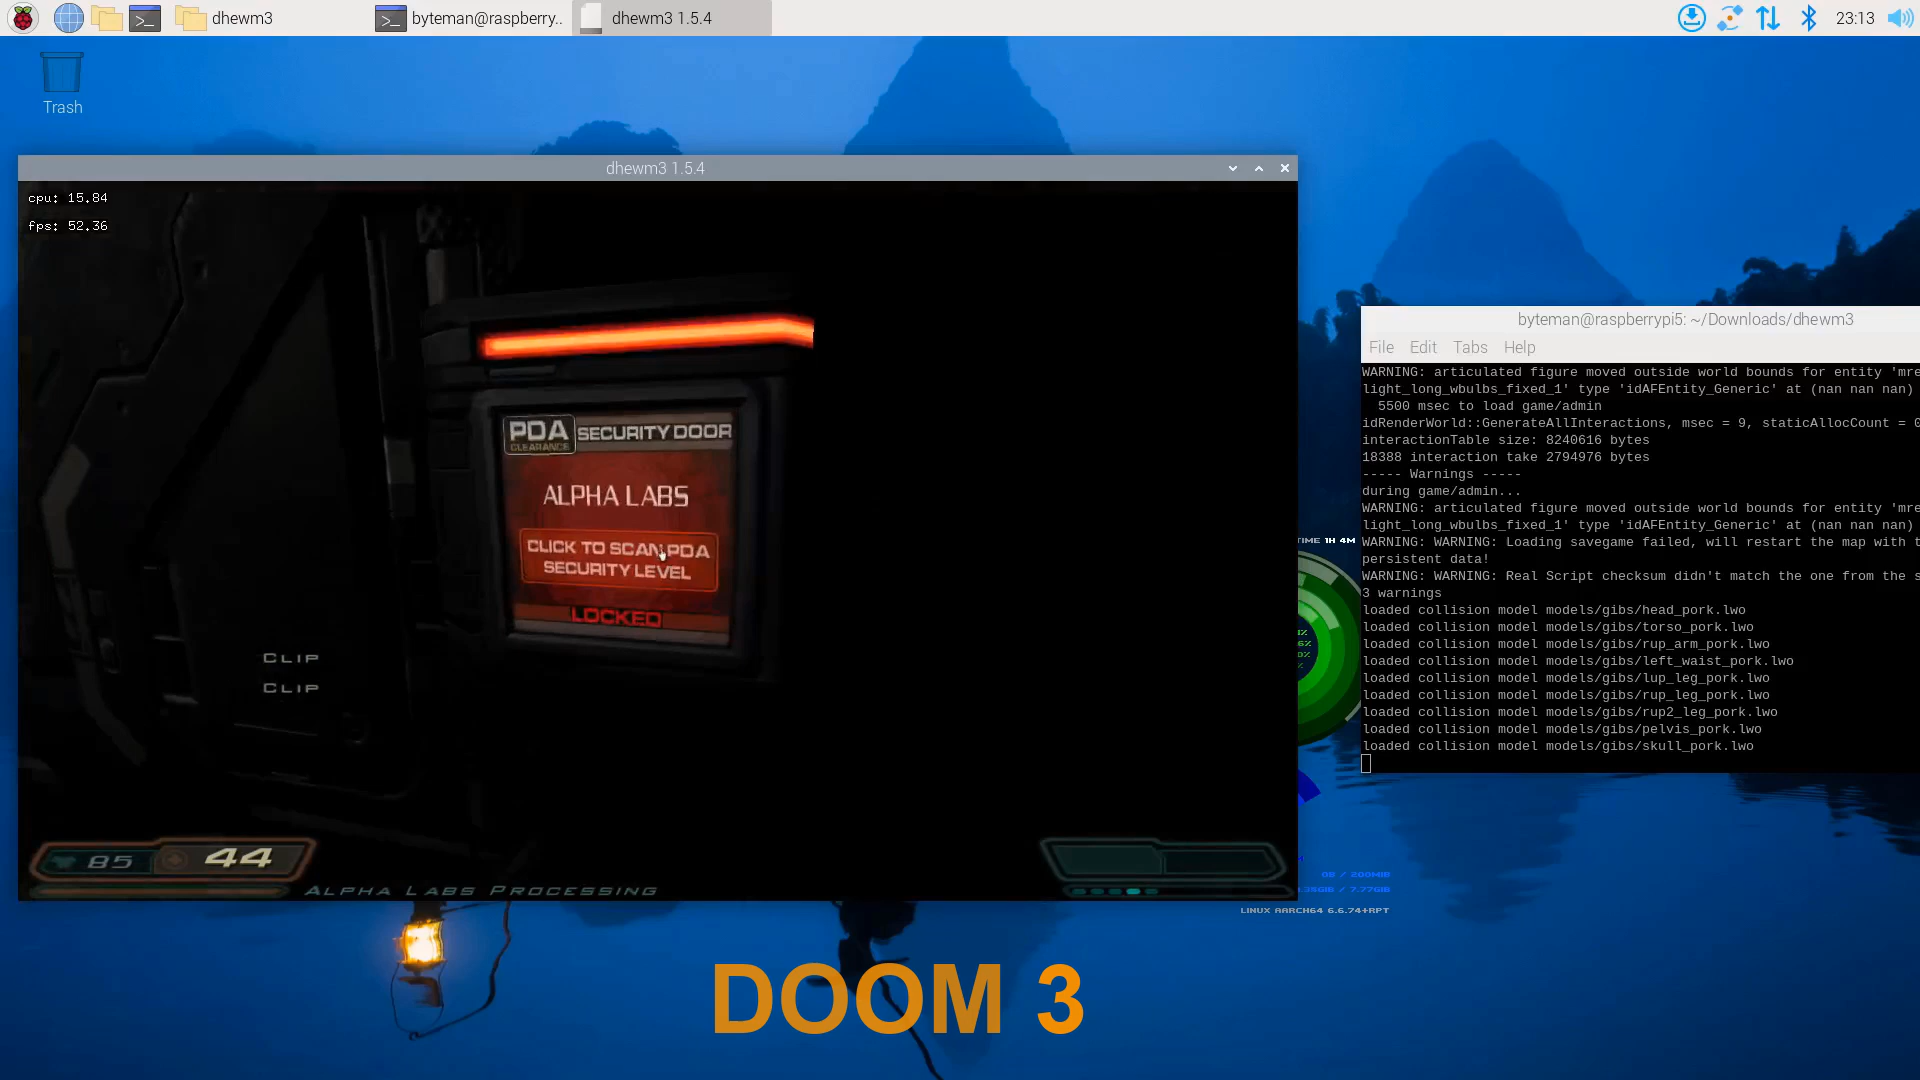 dhewm3
byteman@raspberry..
dhewm3 1.5.4
23:13
Trash
dhewm3 1.5.4
cpu: 15.84
fps: 52.36
PDA
CLEARANCE
SECURITY DOOR
ALPHA LABS
CLICK TO SCAN PDA
SECURITY LEVEL
LOCKED
CLIP
CLIP
85
44
ALPHA LABS PROCESSING
byteman@raspberrypi5: ~/Downloads/dhewm3
File Edit Tabs Help
WARNING: articulated figure moved outside world bounds for entity 'mre
light_long_wbulbs_fixed_1' type 'idAFEntity_Generic' at (nan nan nan)
5500 msec to load game/admin
idRenderWorld::GenerateAllInteractions, msec = 9, staticAllocCount = 0
interactionTable size: 8240616 bytes
18388 interaction take 2794976 bytes
----- Warnings -----
during game/admin...
WARNING: articulated figure moved outside world bounds for entity 'mre
light_long_wbulbs_fixed_1' type 'idAFEntity_Generic' at (nan nan nan)
WARNING: WARNING: Loading savegame failed, will restart the map with t
persistent data!
WARNING: WARNING: Real Script checksum didn't match the one from the s
3 warnings
loaded collision model models/gibs/head_pork.lwo
loaded collision model models/gibs/torso_pork.lwo
loaded collision model models/gibs/rup_arm_pork.lwo
loaded collision model models/gibs/left_waist_pork.lwo
loaded collision model models/gibs/lup_leg_pork.lwo
loaded collision model models/gibs/rup_leg_pork.lwo
loaded collision model models/gibs/rup2_leg_pork.lwo
loaded collision model models/gibs/pelvis_pork.lwo
loaded collision model models/gibs/skull_pork.lwo
TIME 1H 4M
0B / 200MIB
/ 7.77GIB
LINUX AARCH64 6.6.74+RPT
DOOM 3